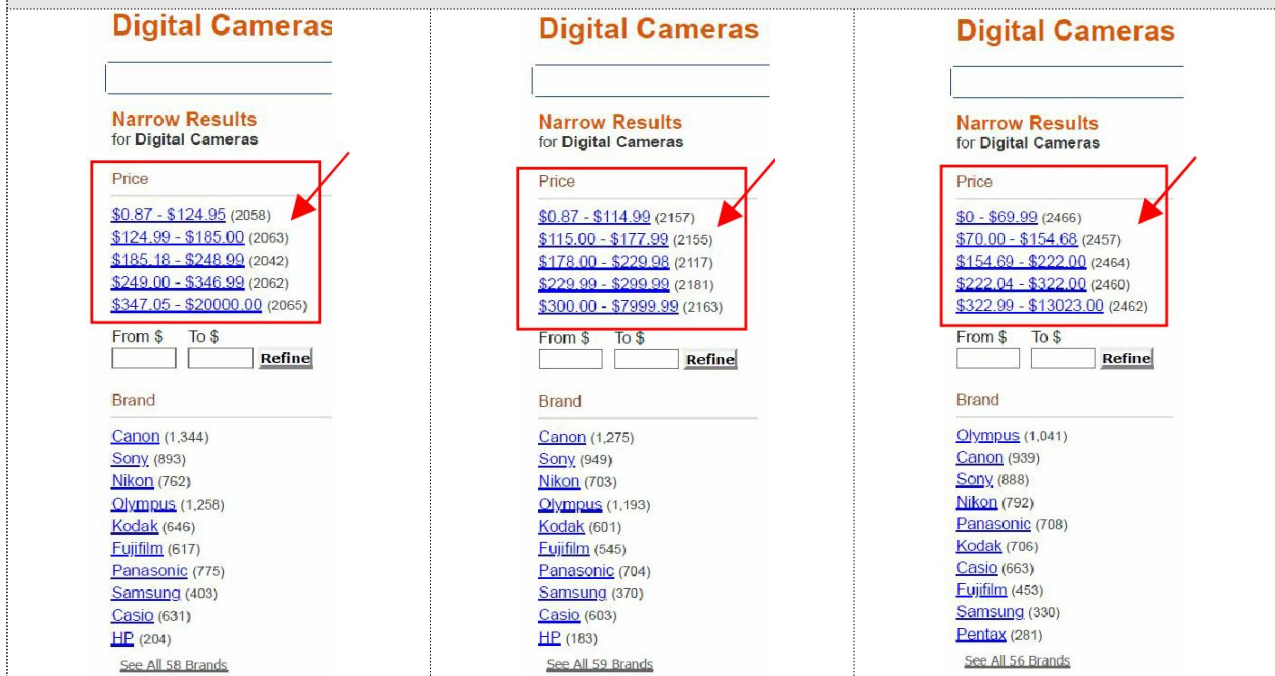 Digital Cameras
Narrow Results
for Digital Cameras
Price
$0.87 - $124.95 (2058)
$124.99 - $185.00 (2063)
$185.18 - $248.99 (2042)
$249.00 - $346.99 (2062)
$347.05 - $20000.00 (2065)
From $ To $
Refine
Brand
Canon (1,344)
Sony (893)
Nikon (762)
Olympus (1,258)
Kodak (646)
Fujifilm (617)
Panasonic (775)
Samsung (403)
Casio (631)
HP (204)
See All 58 Brands
Digital Cameras
Narrow Results
for Digital Cameras
Price
$0.87 - $114.99 (2157)
$115.00 - $177.99 (2155)
$178.00 - $229.98 (2117)
$229.99 - $299.99 (2181)
$300.00 - $7999.99 (2163)
From $ To $
Refine
Brand
Canon (1,275)
Sony (949)
Nikon (703)
Olympus (1,193)
Kodak (601)
Fujifilm (545)
Panasonic (704)
Samsung (370)
Casio (603)
HP (183)
See All 59 Brands
Digital Cameras
Narrow Results
for Digital Cameras
Price
$0 - $69.99 (2466)
$70.00 - $154.68 (2457)
$154.69 - $222.00 (2464)
$222.04 - $322.00 (2460)
$322.99 - $13023.00 (2462)
From $ To $
Refine
Brand
Olympus (1,041)
Canon (939)
Sony (888)
Nikon (792)
Panasonic (708)
Kodak (706)
Casio (663)
Fujifilm (453)
Samsung (330)
Pentax (281)
See All 56 Brands